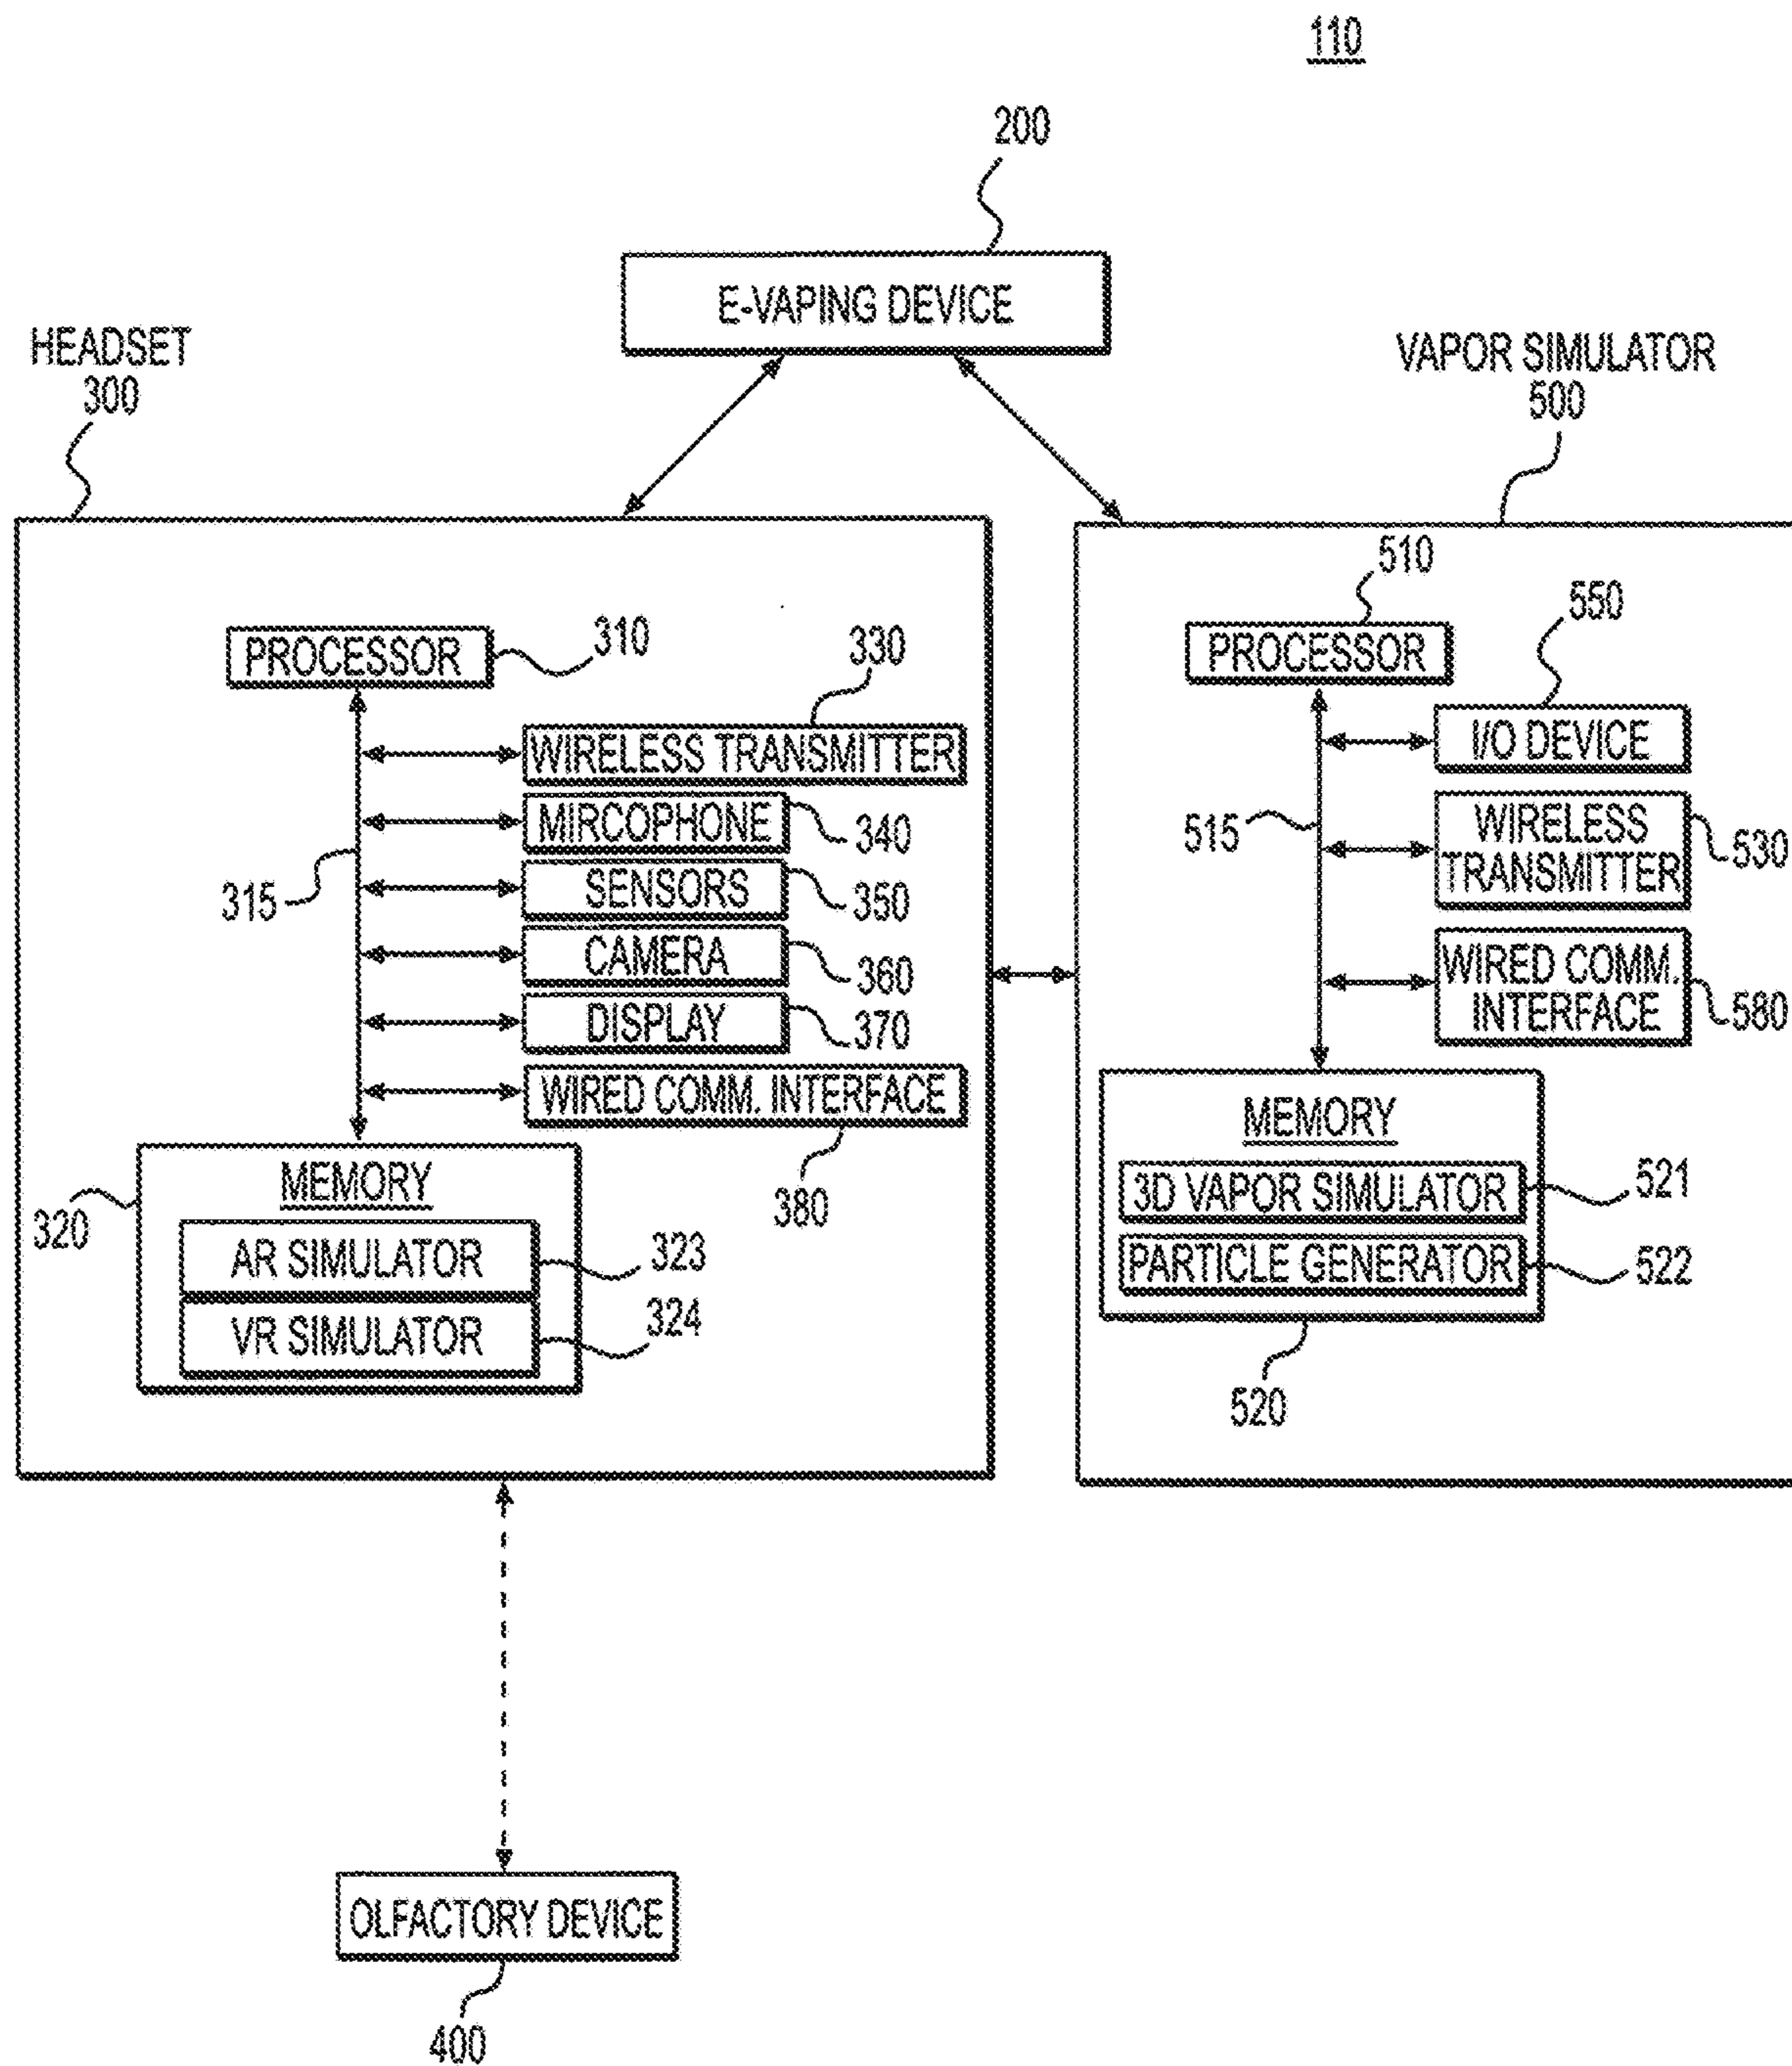 110
200
E-VAPING DEVICE
HEADSET
300
VAPOR SIMULATOR
500
PROCESSOR
310
330
WIRELESS TRANSMITTER
MIRCOPHONE
340
315
SENSORS
350
CAMERA
360
DISPLAY
370
WIRED COMM. INTERFACE
380
MEMORY
320
AR SIMULATOR
323
VR SIMULATOR
324
510
PROCESSOR
550
I/O DEVICE
515
WIRELESS
TRANSMITTER
530
WIRED COMM.
INTERFACE
580
MEMORY
3D VAPOR SIMULATOR
521
PARTICLE GENERATOR
522
520
OLFACTORY DEVICE
400